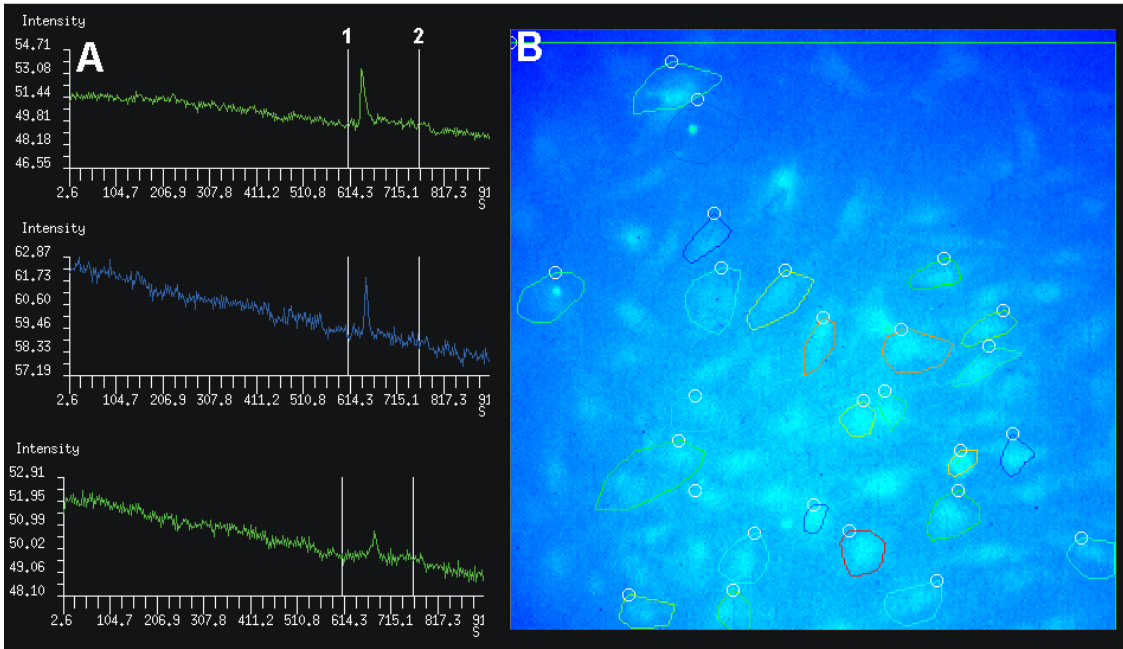 Intensity
54.71
53.08
51.44
49.81
48.18
46.55
2.6 104.7 206.9 307.8 411.2 510.8 614.3 715.1 817.3 91
S
A
1 2
Intensity
62.87
61.73
60.60
59.46
58.33
57.19
2.6 104.7 206.9 307.8 411.2 510.8 614.3 715.1 817.3 91
S
Intensity
52.91
51.95
50.99
50.02
49.06
48.10
2.6 104.7 206.9 307.8 411.2 510.8 614.3 715.1 817.3 91
S
B